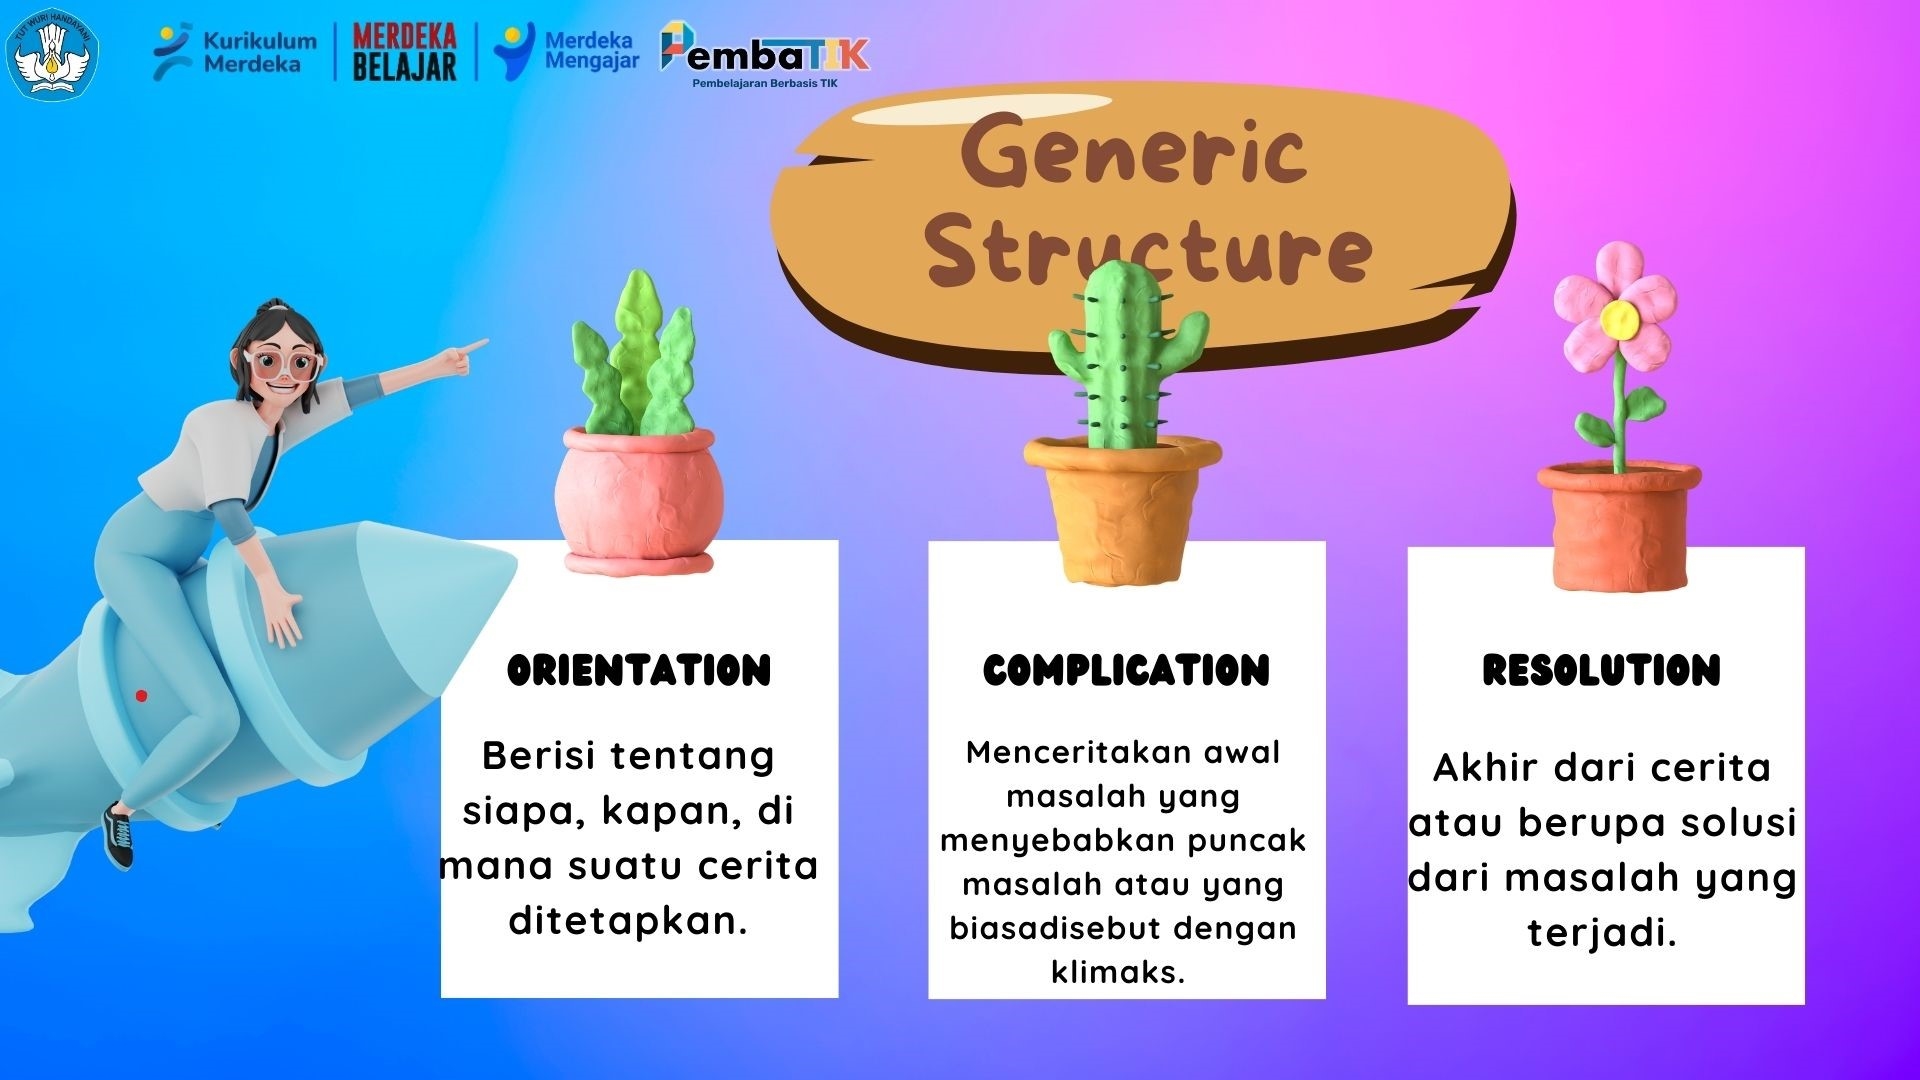 TUT WURI HANDAYANI
Kurikulum
Merdeka
MERDEKA
BELAJAR
Merdeka
Mengajar
PembaTIK
Pembelajaran Berbasis TIK
Generic
Structure
ORIENTATION
Berisi tentang
siapa, kapan, di
mana suatu cerita
ditetapkan.
COMPLICATION
Menceritakan awal
masalah yang
menyebabkan puncak
masalah atau yang
biasadisebut dengan
klimaks.
RESOLUTION
Akhir dari cerita
atau berupa solusi
dari masalah yang
terjadi.